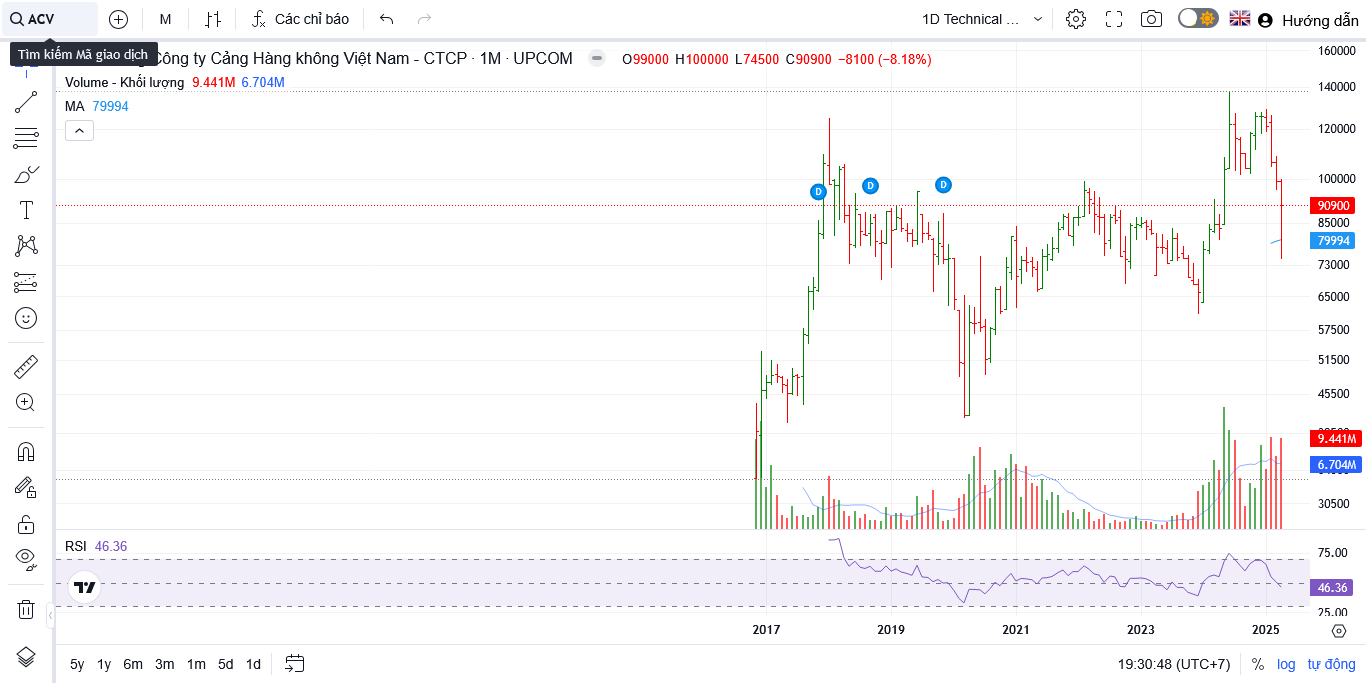 ACV
M
Các chỉ báo
1D Technical ...
Hướng dẫn
Tìm kiếm Mã giao dịch
Công ty Cảng Hàng không Việt Nam - CTCP · 1M · UPCOM
O99000 H100000 L74500 C90900 −8100 (−8.18%)
Volume - Khối lượng 9.441M 6.704M
MA 79994
160000
140000
120000
100000
D
D
D
90900
85000
79994
73000
65000
57500
51500
45500
9.441M
6.704M
30500
RSI 46.36
75.00
46.36
25.00
2017
2019
2021
2023
2025
5y 1y 6m 3m 1m 5d 1d
19:30:48 (UTC+7)
% log tự động